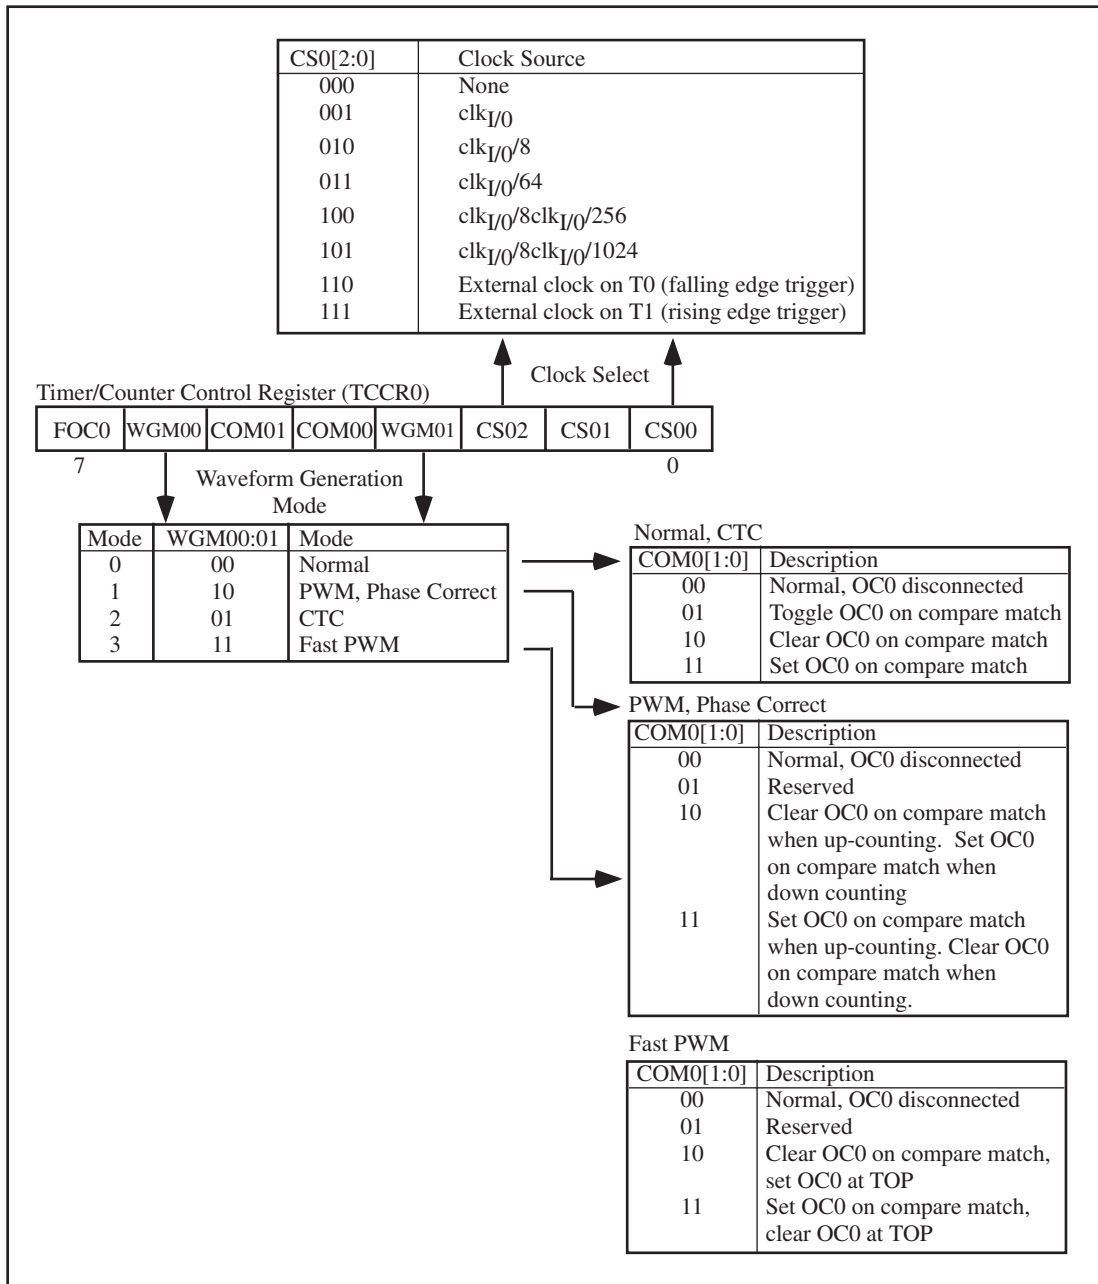 CS0[2:0] Clock Source
000 None
001 clkI/0
010 clkI/0/8
011 clkI/0/64
100 clkI/0/8clkI/0/256
101 clkI/0/8clkI/0/1024
110 External clock on T0 (falling edge trigger)
111 External clock on T1 (rising edge trigger)
Clock Select
Timer/Counter Control Register (TCCR0)
FOC0 WGM00 COM01 COM00 WGM01 CS02 CS01 CS00
7 0
Waveform Generation
Mode
Mode WGM00:01 Mode
0 00 Normal
1 10 PWM, Phase Correct
2 01 CTC
3 11 Fast PWM
Normal, CTC
COM0[1:0] Description
00 Normal, OC0 disconnected
01 Toggle OC0 on compare match
10 Clear OC0 on compare match
11 Set OC0 on compare match
PWM, Phase Correct
COM0[1:0] Description
00 Normal, OC0 disconnected
01 Reserved
10 Clear OC0 on compare match
when up-counting. Set OC0
on compare match when
down counting
11 Set OC0 on compare match
when up-counting. Clear OC0
on compare match when
down counting.
Fast PWM
COM0[1:0] Description
00 Normal, OC0 disconnected
01 Reserved
10 Clear OC0 on compare match,
set OC0 at TOP
11 Set OC0 on compare match,
clear OC0 at TOP